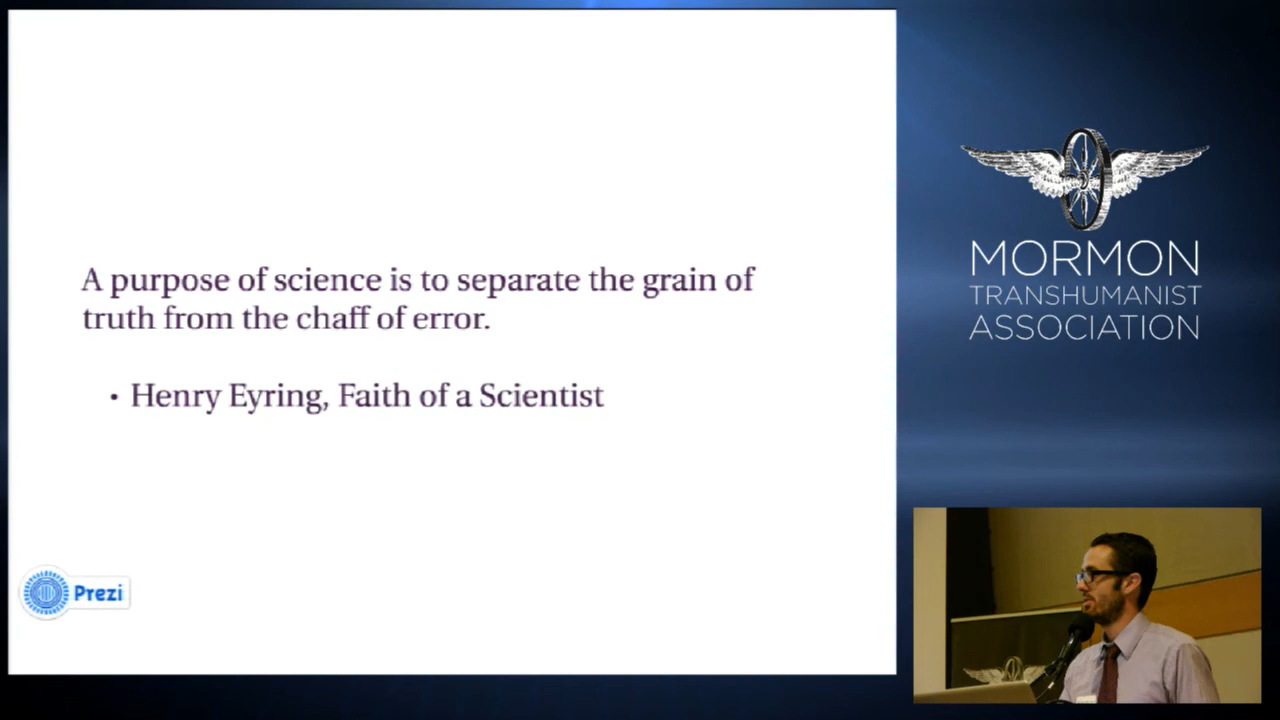 A purpose of science is to separate the grain of
truth from the chaff of error.
• Henry Eyring, Faith of a Scientist
Prezi
MORMON
TRANSHUMANIST
ASSOCIATION